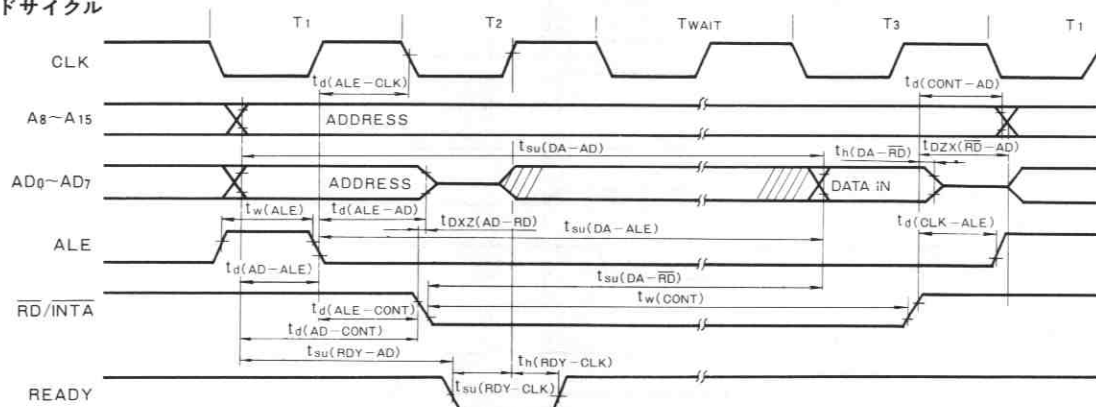 ドサイクル
T1 T2 TWAIT T3 T1
CLK
td(ALE−CLK) td(CONT−AD)
A8~A15 ADDRESS
tsu(DA−AD) th(DA−RD) tDZX(RD−AD)
AD0~AD7 ADDRESS DATA IN
tw(ALE) td(ALE−AD) tDXZ(AD−RD) td(CLK−ALE)
tsu(DA−ALE)
ALE
td(AD−ALE) tsu(DA−RD)
RD/INTA tw(CONT)
td(ALE−CONT)
td(AD−CONT)
tsu(RDY−AD) th(RDY−CLK)
READY tsu(RDY−CLK)